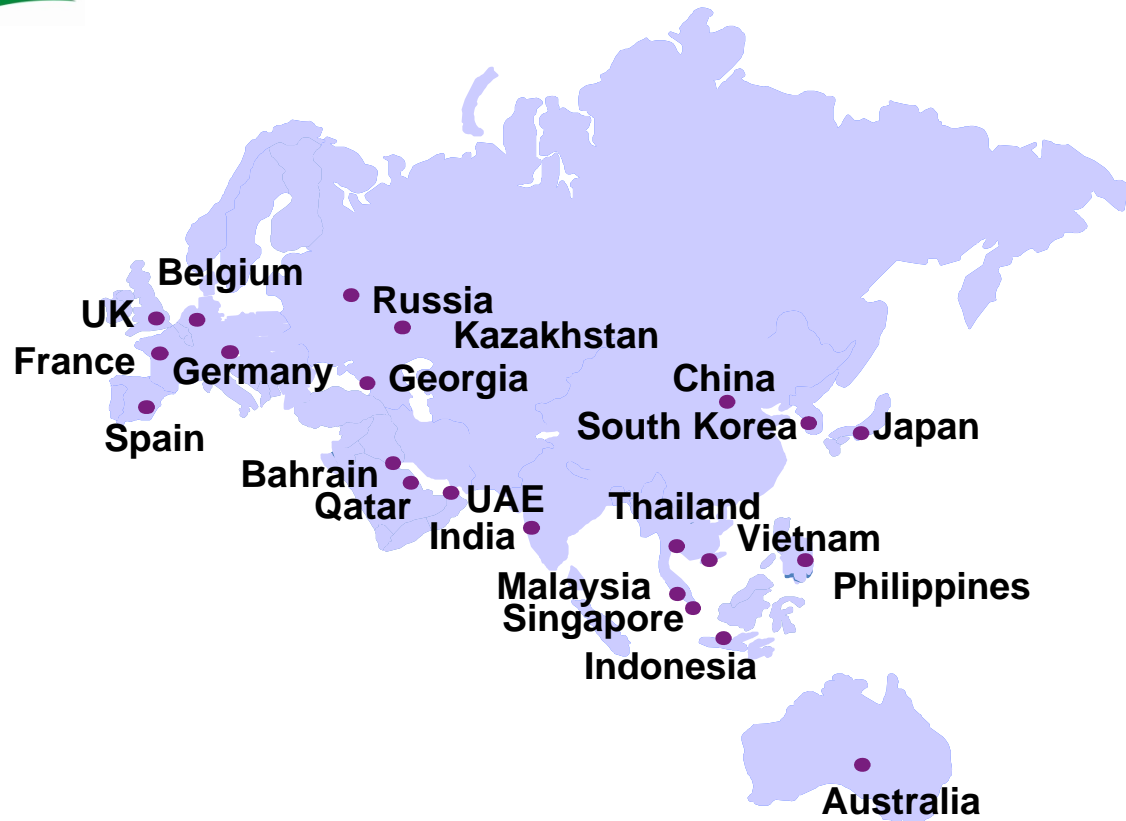 Belgium
UK
Russia
Kazakhstan
France
Germany
Georgia
China
Spain
South Korea
Japan
Bahrain
Qatar
UAE
Thailand
India
Vietnam
Malaysia
Philippines
Singapore
Indonesia
Australia